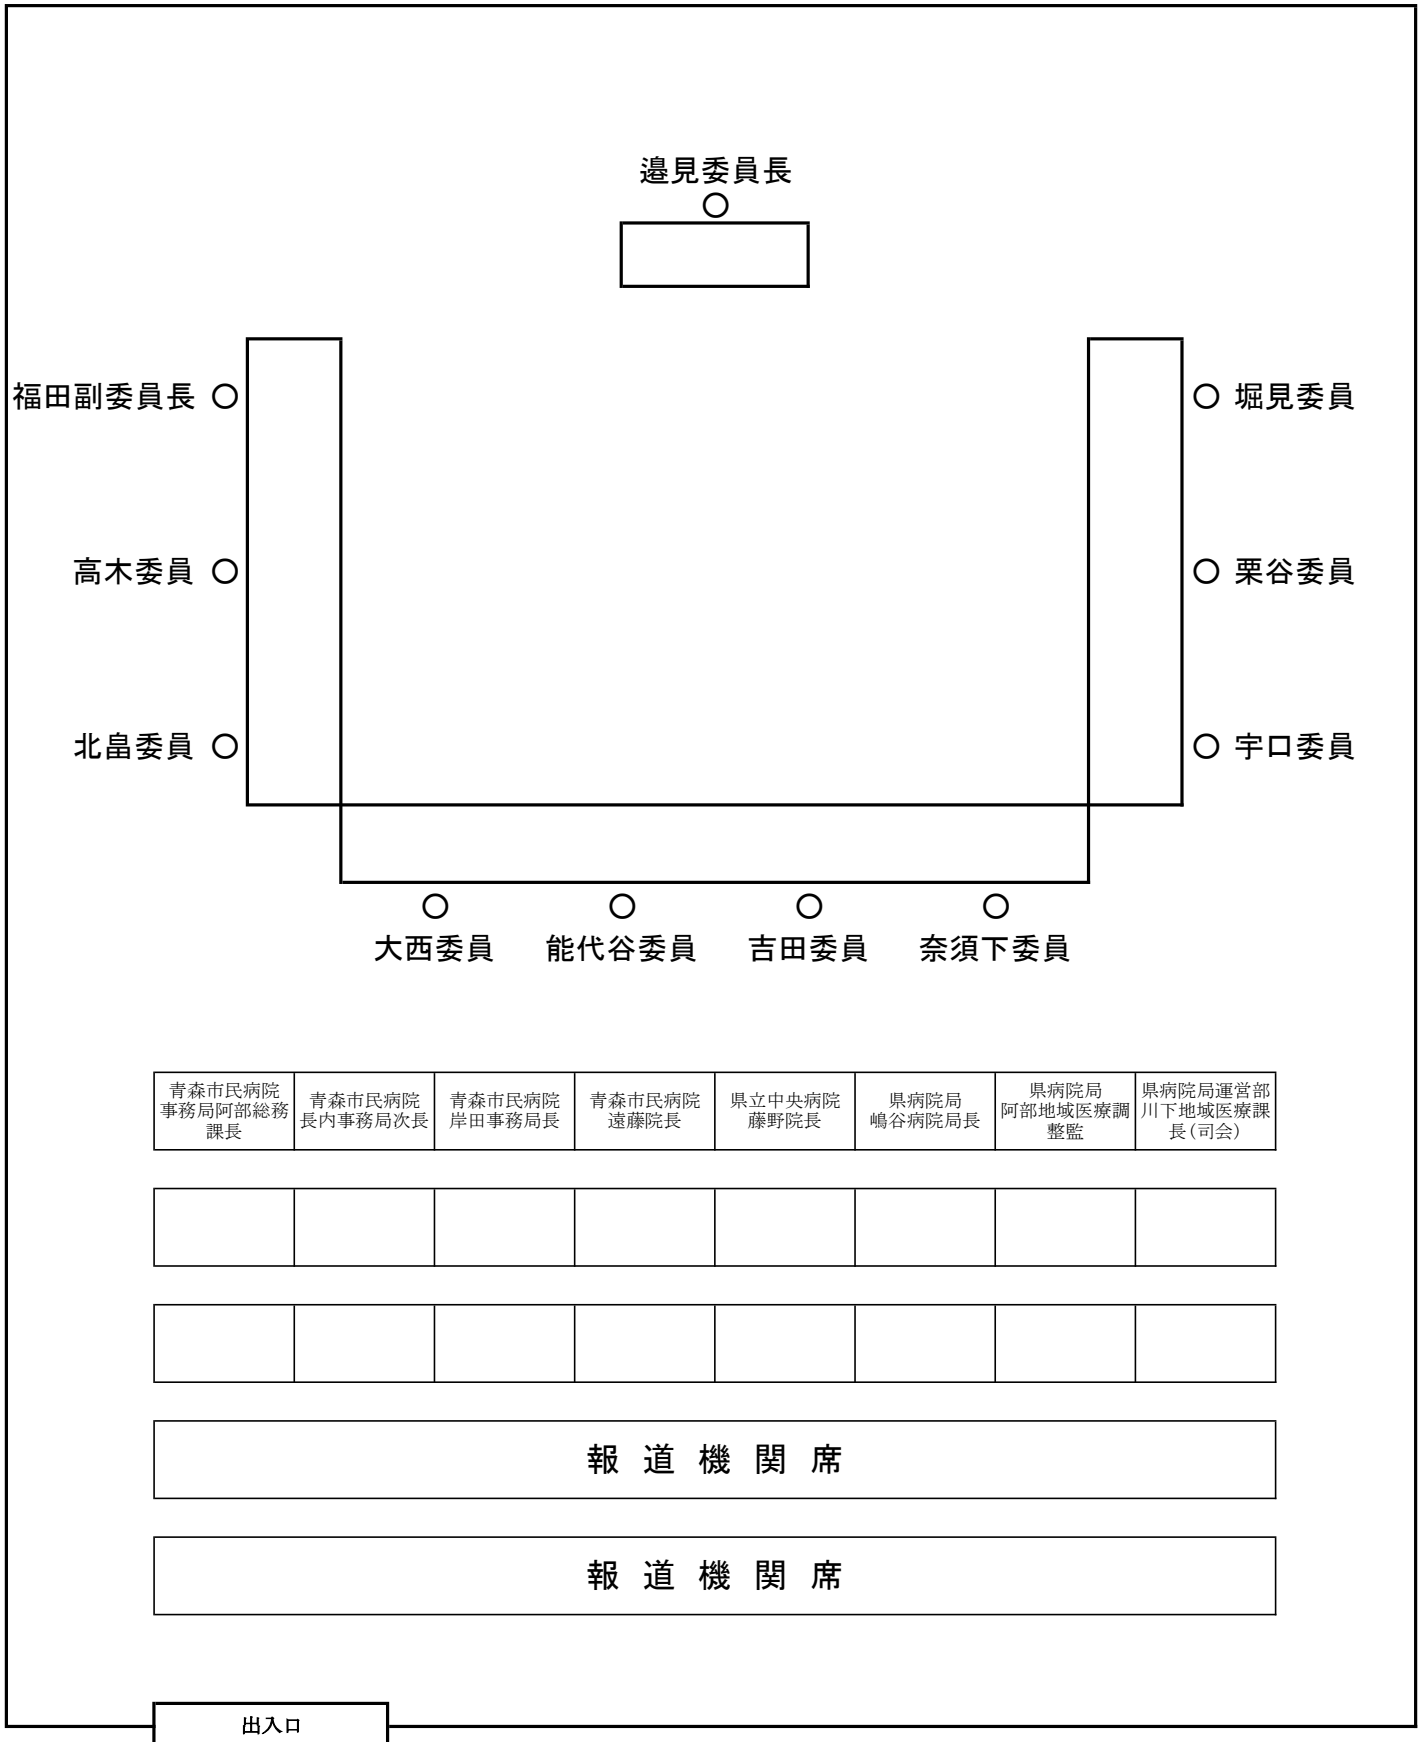 邉見委員長
福田副委員長
堀見委員
高木委員
栗谷委員
北畠委員
宇口委員
大西委員
能代谷委員
吉田委員
奈須下委員
青森市民病院
事務局阿部総務
課長
青森市民病院
長内事務局次長
青森市民病院
岸田事務局長
青森市民病院
遠藤院長
県立中央病院
藤野院長
県病院局
嶋谷病院局長
県病院局
阿部地域医療調
整監
県病院局運営部
川下地域医療課
長(司会)
報道機関席
報道機関席
出入口